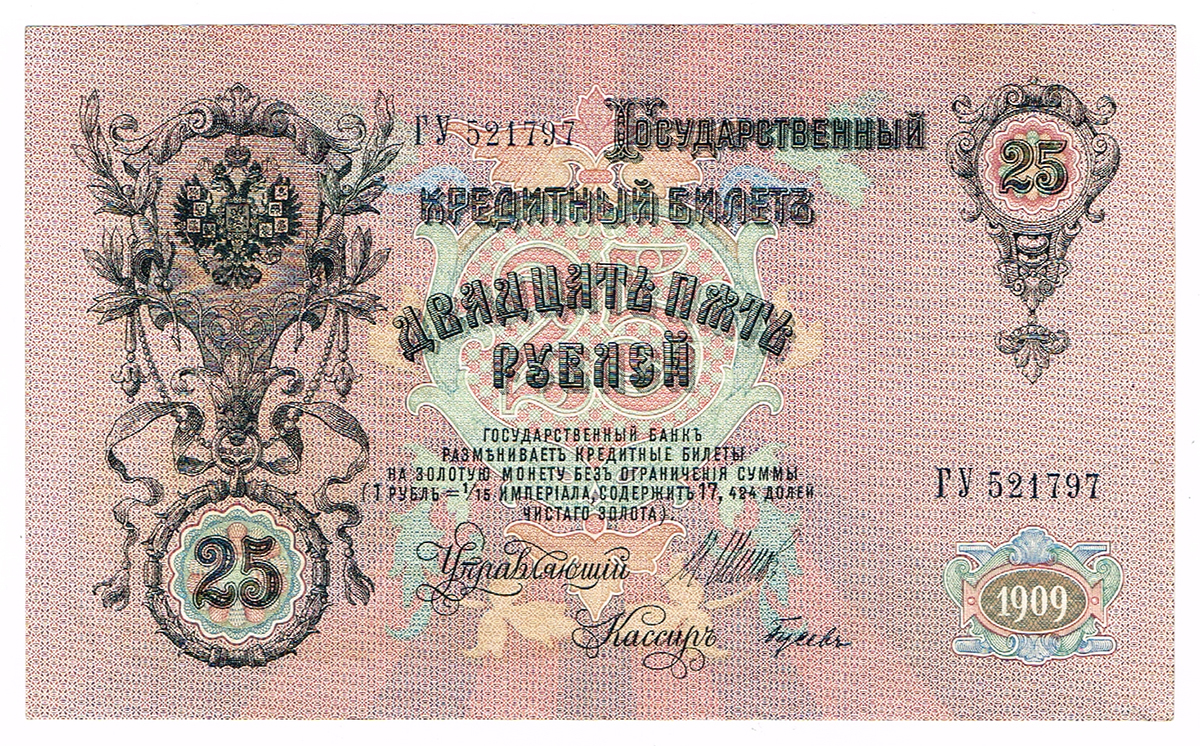 ГУ 521797 Государственный
25
кредитный билетъ
двадцать пять
рублей
ГОСУДАРСТВЕННЫЙ БАНКЪ
РАЗМѢНИВАЕТЪ КРЕДИТНЫЕ БИЛЕТЫ
НА ЗОЛОТУЮ МОНЕТУ БЕЗЪ ОГРАНИЧЕНІЯ СУММЫ
(1 РУБЛЬ = 1/15 ИМПЕРІАЛА, СОДЕРЖИТЪ 17, 424 ДОЛЕЙ
ЧИСТАГО ЗОЛОТА).
ГУ 521797
25
Управляющій
1909
Кассиръ
25